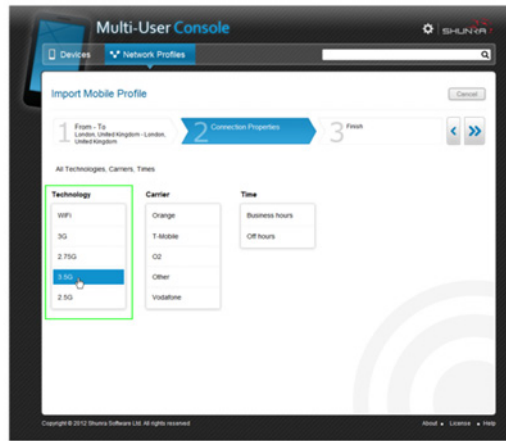 Multi-User Console
SHUNRA
Devices
Network Profiles
Import Mobile Profile
Cancel
1 From - To
London, United Kingdom - London,
United Kingdom
2 Connection Properties
3 Finish
All Technologies, Carriers, Times
Technology
WiFi
3G
2.75G
3.5G
2.5G
Carrier
Orange
T-Mobile
O2
Other
Vodafone
Time
Business hours
Off hours
Copyright © 2012 Shunra Software Ltd. All rights reserved.
About • License • Help